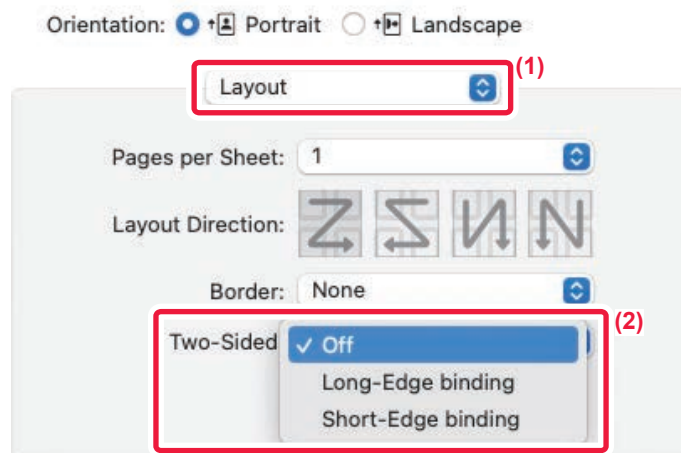 Orientation: Portrait Landscape
(1)
Layout
Pages per Sheet: 1
Layout Direction:
Border: None
(2)
Two-Sided ✓ Off
Long-Edge binding
Short-Edge binding